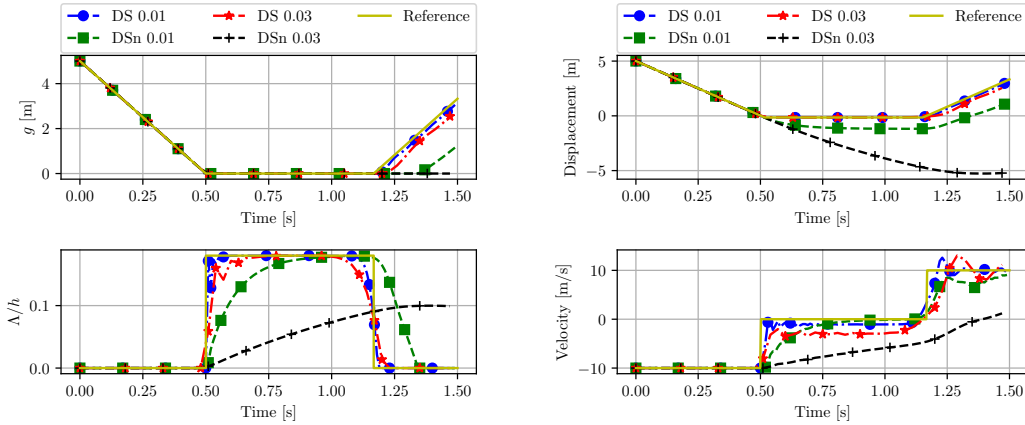 DS 0.01
DS 0.03
Reference
DSn 0.01
DSn 0.03
g [m]
4
2
0
0.00 0.25 0.50 0.75 1.00 1.25 1.50
Time [s]
Λ/h
0.1
0.0
0.00 0.25 0.50 0.75 1.00 1.25 1.50
Time [s]
DS 0.01
DS 0.03
Reference
DSn 0.01
DSn 0.03
Displacement [m]
5
0
−5
0.00 0.25 0.50 0.75 1.00 1.25 1.50
Time [s]
Velocity [m/s]
10
0
−10
0.00 0.25 0.50 0.75 1.00 1.25 1.50
Time [s]